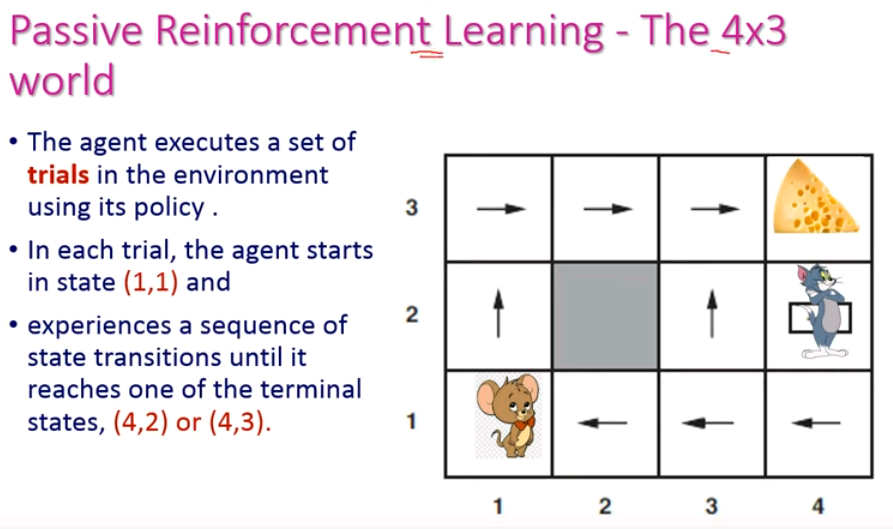 Passive Reinforcement Learning - The 4x3
world
• The agent executes a set of
trials in the environment
using its policy .
• In each trial, the agent starts
in state (1,1) and
• experiences a sequence of
state transitions until it
reaches one of the terminal
states, (4,2) or (4,3).
3
2
1
1 2 3 4